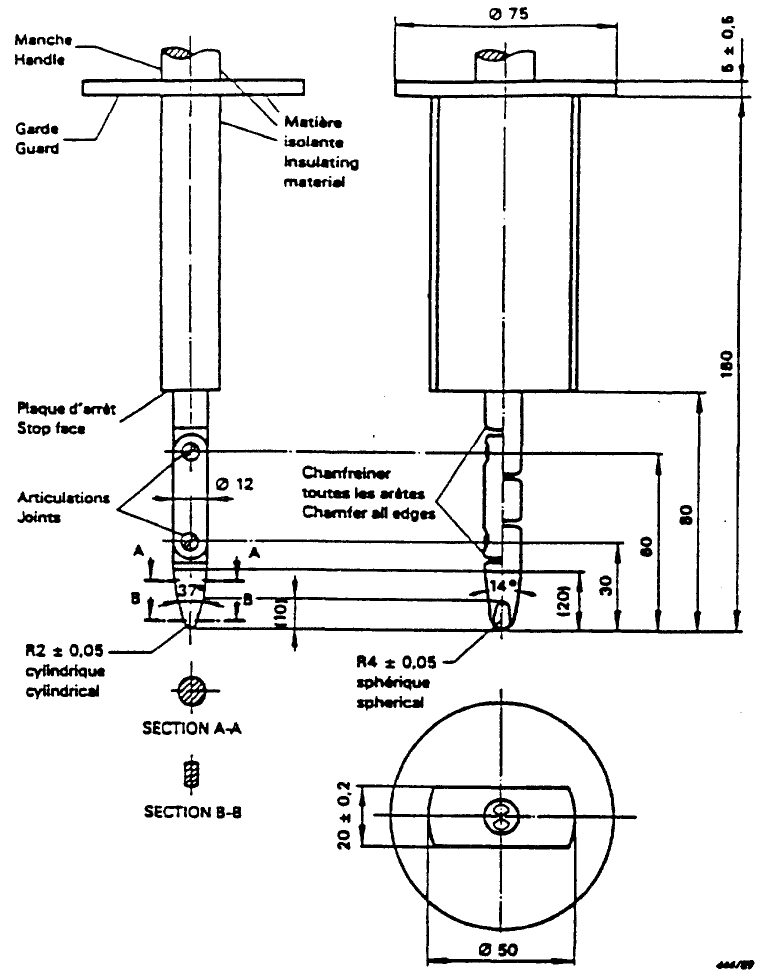 Ø 75
5 ± 0,5
Manche
Handle
Garde
Guard
Matière
isolante
Insulating
material
180
Plaque d'arrêt
Stop face
Ø 12
Chanfreiner
toutes les arêtes
Chamfer all edges
Articulations
Joints
80
60
30
(20)
(10)
A
A
B
B
37°
14°
R2 ± 0,05
cylindrique
cylindrical
R4 ± 0,05
sphérique
spherical
SECTION A-A
SECTION B-B
20 ± 0,2
Ø 50